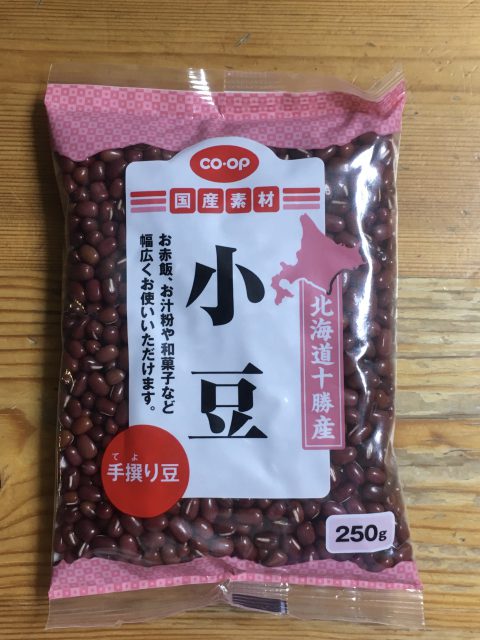 CO-OP
国産素材
小豆
お赤飯、お汁粉や和菓子など
幅広くお使いいただけます。
北海道十勝産
てよ
手撰り豆
250g